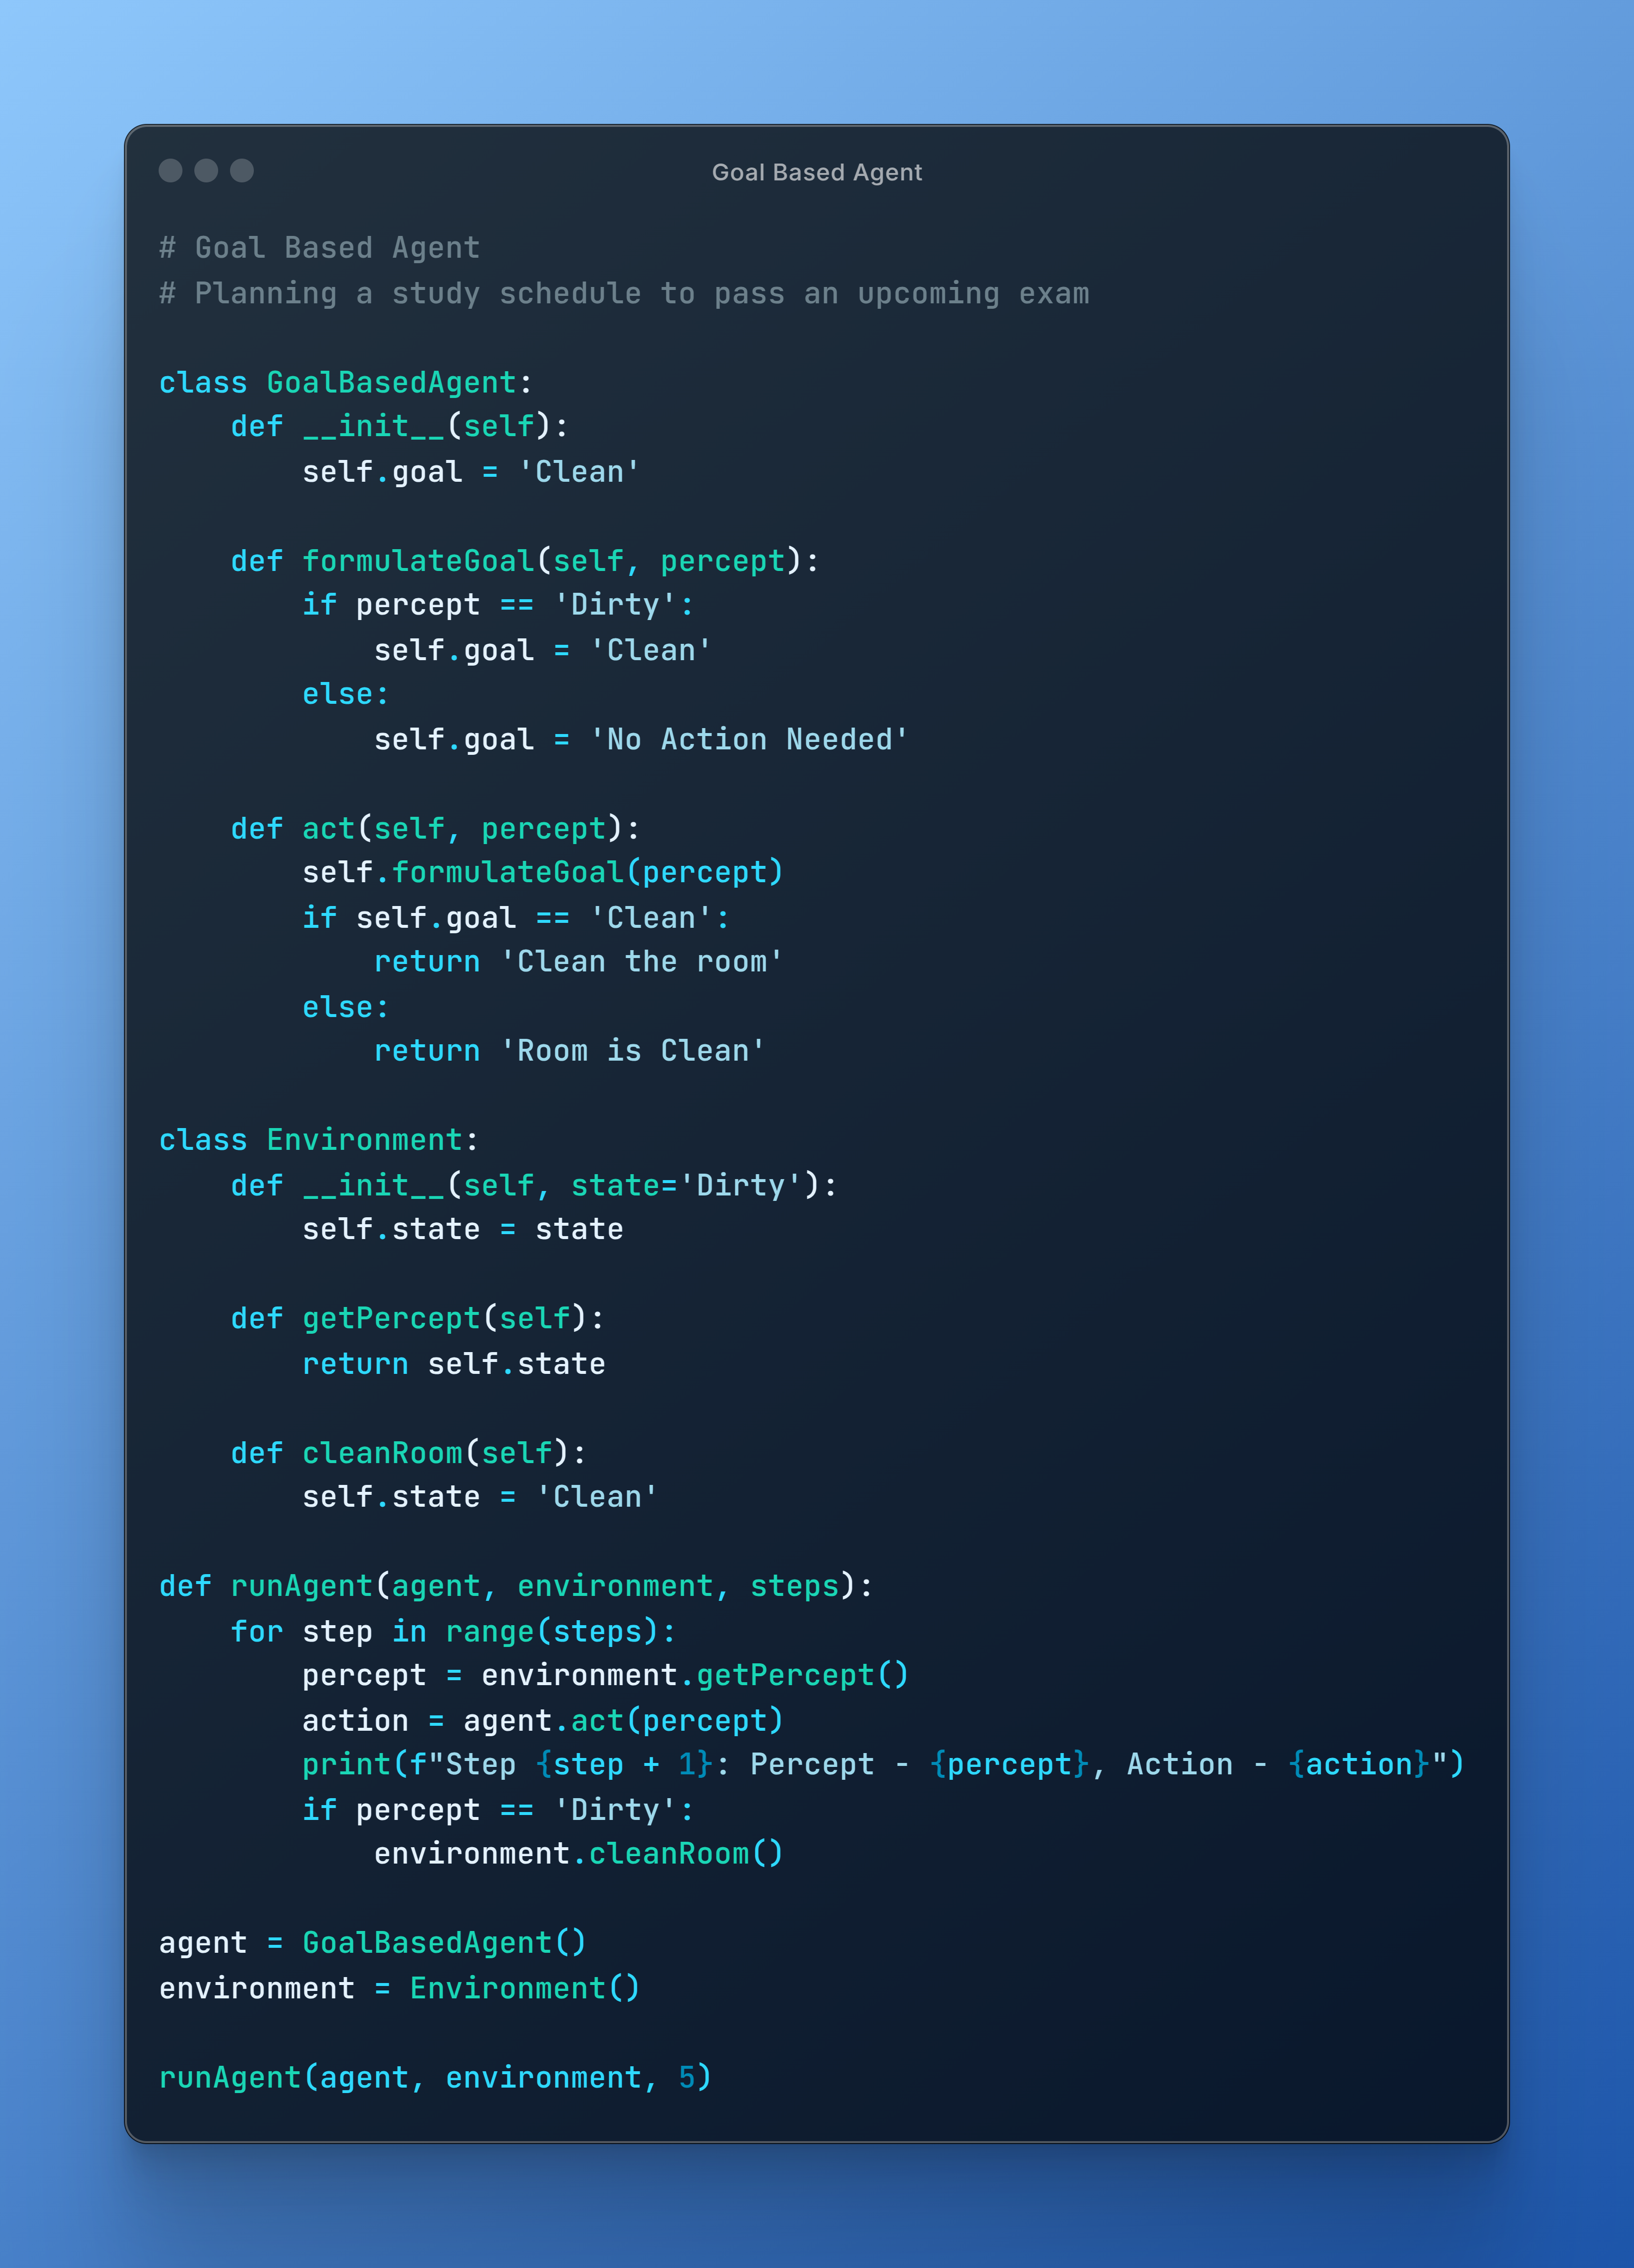 Goal Based Agent
# Goal Based Agent
# Planning a study schedule to pass an upcoming exam

class GoalBasedAgent:
    def __init__(self):
        self.goal = 'Clean'

    def formulateGoal(self, percept):
        if percept == 'Dirty':
            self.goal = 'Clean'
        else:
            self.goal = 'No Action Needed'

    def act(self, percept):
        self.formulateGoal(percept)
        if self.goal == 'Clean':
            return 'Clean the room'
        else:
            return 'Room is Clean'

class Environment:
    def __init__(self, state='Dirty'):
        self.state = state

    def getPercept(self):
        return self.state

    def cleanRoom(self):
        self.state = 'Clean'

def runAgent(agent, environment, steps):
    for step in range(steps):
        percept = environment.getPercept()
        action = agent.act(percept)
        print(f"Step {step + 1}: Percept - {percept}, Action - {action}")
        if percept == 'Dirty':
            environment.cleanRoom()

agent = GoalBasedAgent()
environment = Environment()

runAgent(agent, environment, 5)